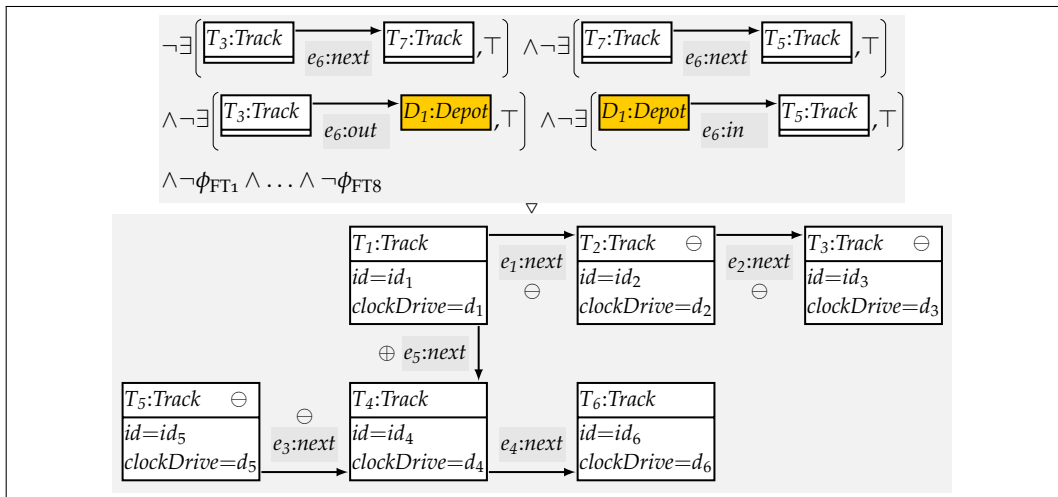 ¬∃(T₃:Track e₆:next T₇:Track ,⊤) ∧¬∃(T₇:Track e₆:next T₅:Track ,⊤)
∧¬∃(T₃:Track e₆:out D₁:Depot ,⊤) ∧¬∃(D₁:Depot e₆:in T₅:Track ,⊤)
∧¬ϕFT1 ∧ … ∧ ¬ϕFT8
▽
T₁:Track
id=id₁
clockDrive=d₁
e₁:next
⊖
T₂:Track ⊖
id=id₂
clockDrive=d₂
e₂:next
⊖
T₃:Track ⊖
id=id₃
clockDrive=d₃
⊕ e₅:next
T₅:Track ⊖
id=id₅
clockDrive=d₅
⊖
e₃:next
T₄:Track
id=id₄
clockDrive=d₄
e₄:next
T₆:Track
id=id₆
clockDrive=d₆